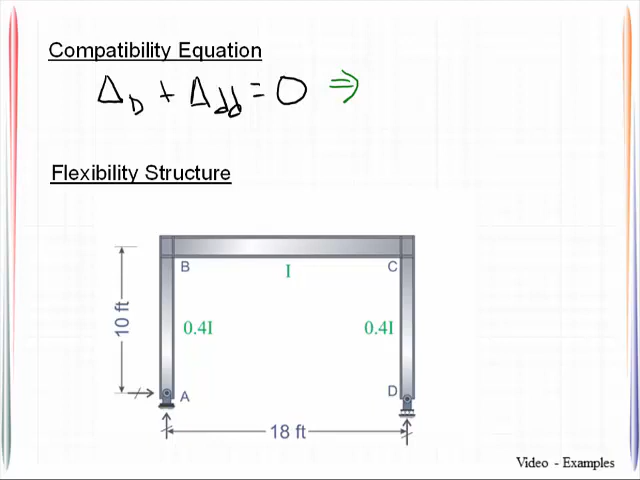 Compatibility Equation
Δ_D + Δ_dd = 0 ⇒
Flexibility Structure
B I C
10 ft 0.4I 0.4I
A D
18 ft
Video - Examples